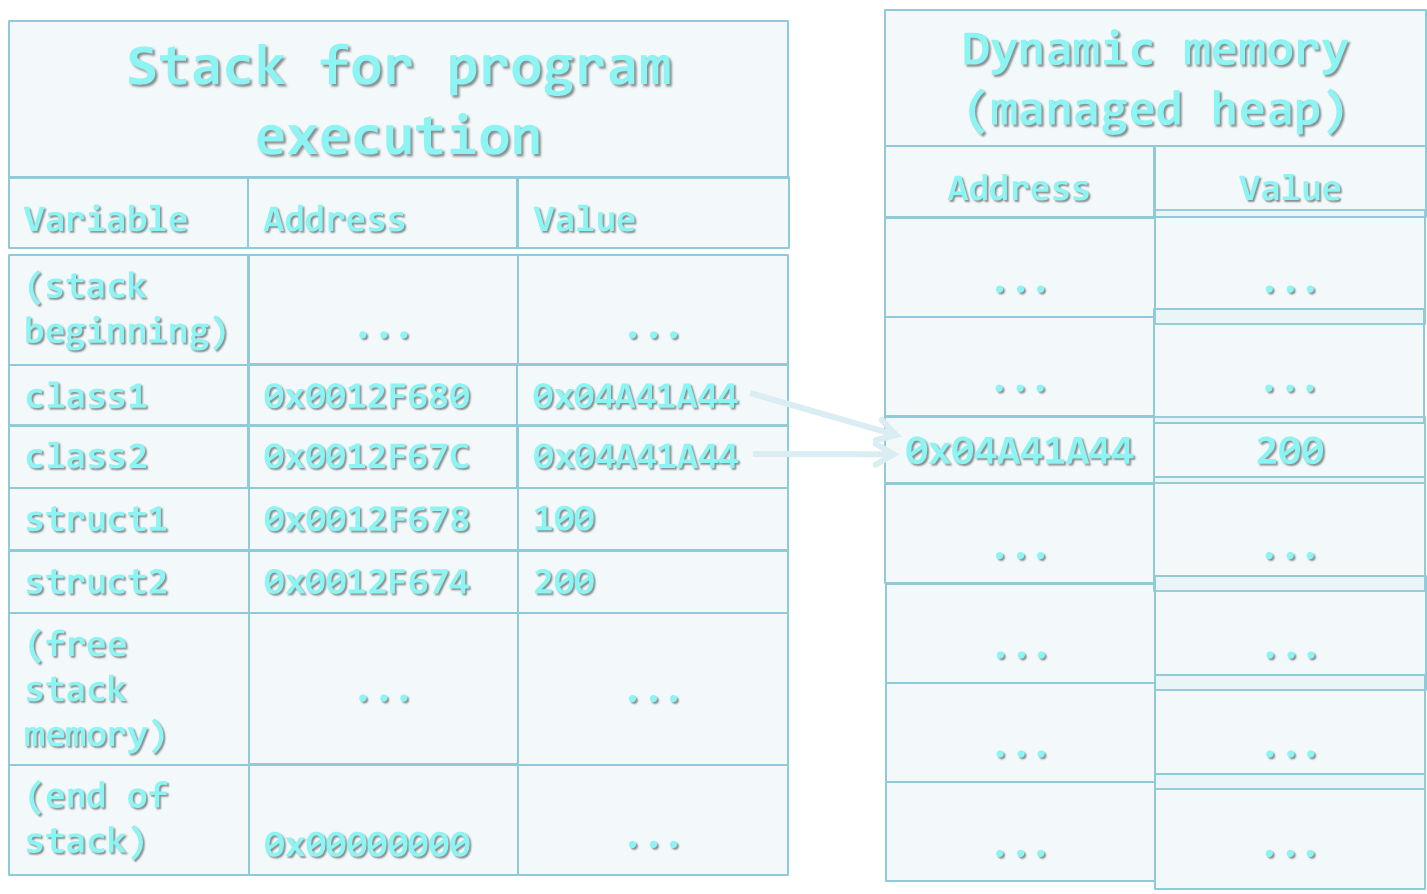 Stack for program
execution
Variable Address Value
(stack
beginning) ... ...
class1 0x0012F680 0x04A41A44
class2 0x0012F67C 0x04A41A44
struct1 0x0012F678 100
struct2 0x0012F674 200
(free
stack ... ...
memory)
(end of
stack) 0x00000000 ...
Dynamic memory
(managed heap)
Address Value
... ...
... ...
0x04A41A44 200
... ...
... ...
... ...
... ...